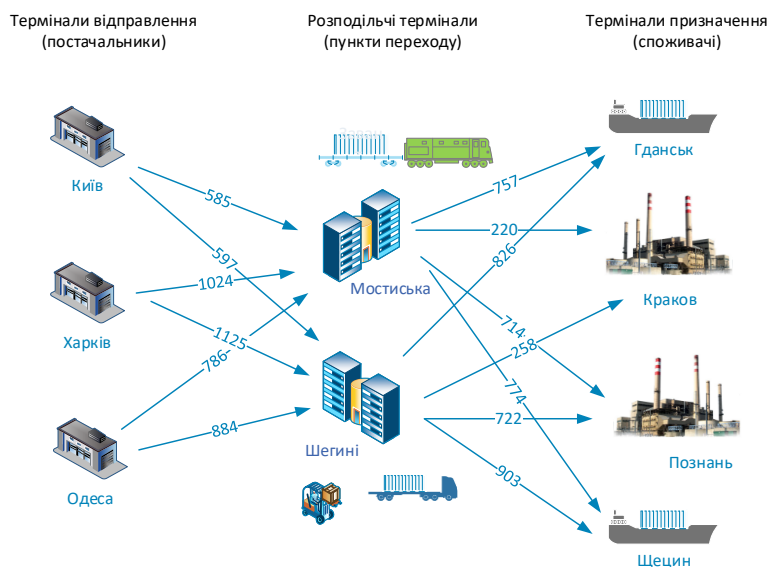 Термінали відправлення
(постачальники)
Розподільчі термінали
(пункти переходу)
Термінали призначення
(споживачі)
Київ
Харків
Одеса
Мостиська
Шегині
Гданськ
Краков
Познань
Щецин
585
597
1024
1125
786
884
757
220
826
714
258
774
722
903